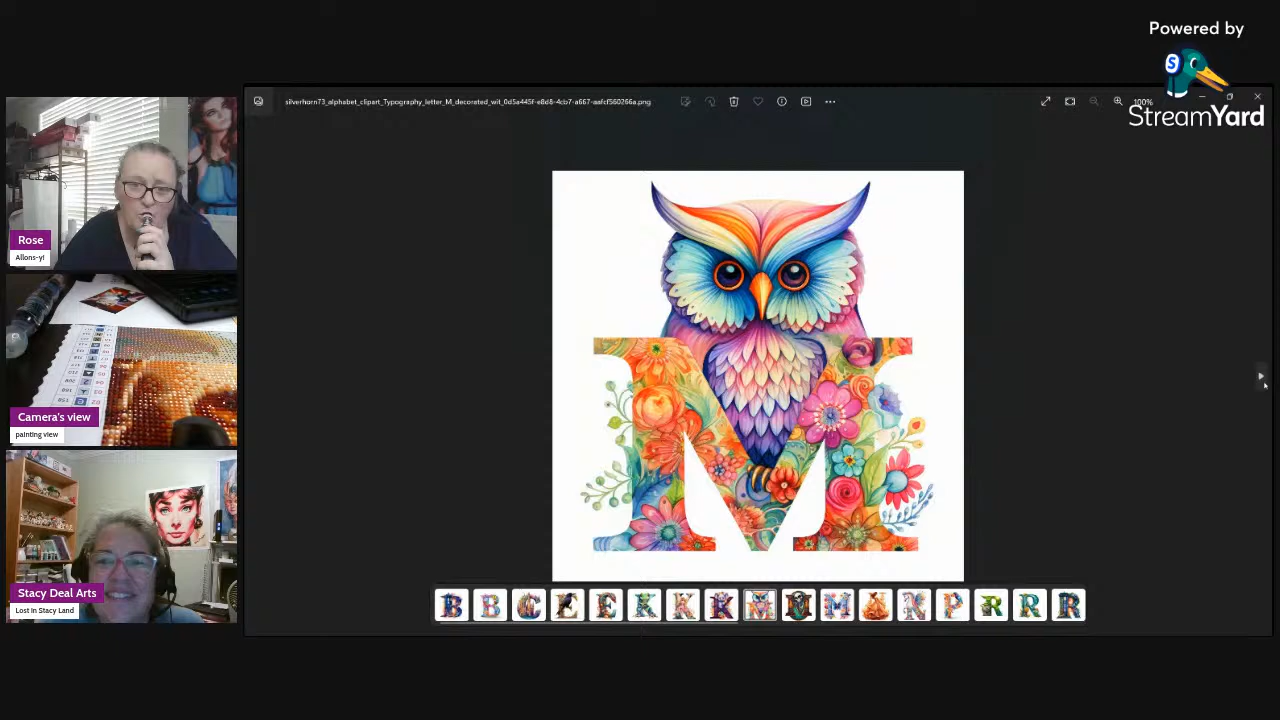 Powered by
StreamYard
silverhorn73_alphabet_clipart_Typography_letter_M_decorated_wit_0d5a445f-e8d8-4cb7-a667-aafcf560266a.png
100%
Rose
Allons-y!
Camera's view
painting view
Stacy Deal Arts
Lost In Stacy Land
M
B B C E E K K K M M M N P R R R